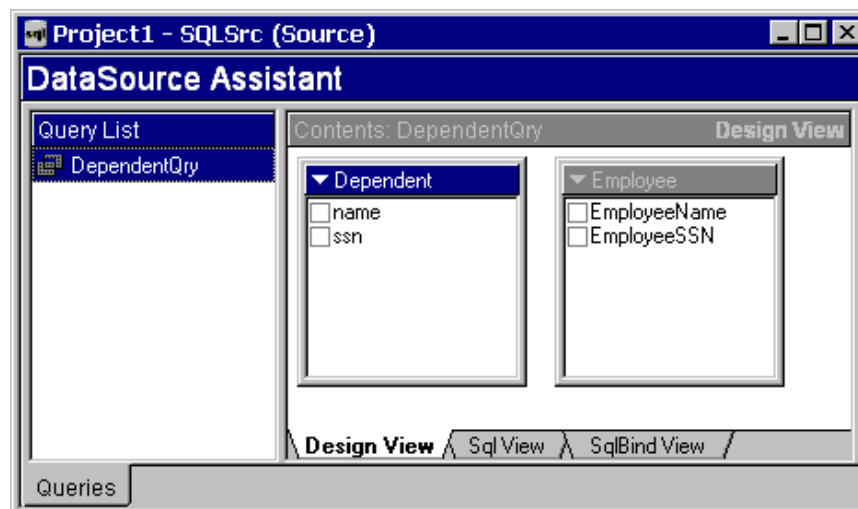 sql Project1 - SQLSrc (Source)
DataSource Assistant
Query List
DependentQry
Contents: DependentQry Design View
Dependent
name
ssn
Employee
EmployeeName
EmployeeSSN
Design View Sql View SqlBind View
Queries